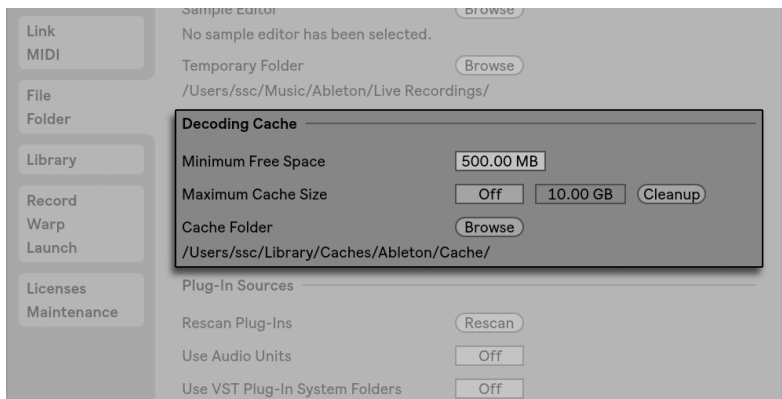 Link
MIDI
File
Folder
Library
Record
Warp
Launch
Licenses
Maintenance
Sample Editor Browse
No sample editor has been selected.
Temporary Folder Browse
/Users/ssc/Music/Ableton/Live Recordings/
Decoding Cache
Minimum Free Space 500.00 MB
Maximum Cache Size Off 10.00 GB Cleanup
Cache Folder Browse
/Users/ssc/Library/Caches/Ableton/Cache/
Plug-In Sources
Rescan Plug-Ins Rescan
Use Audio Units Off
Use VST Plug-In System Folders Off